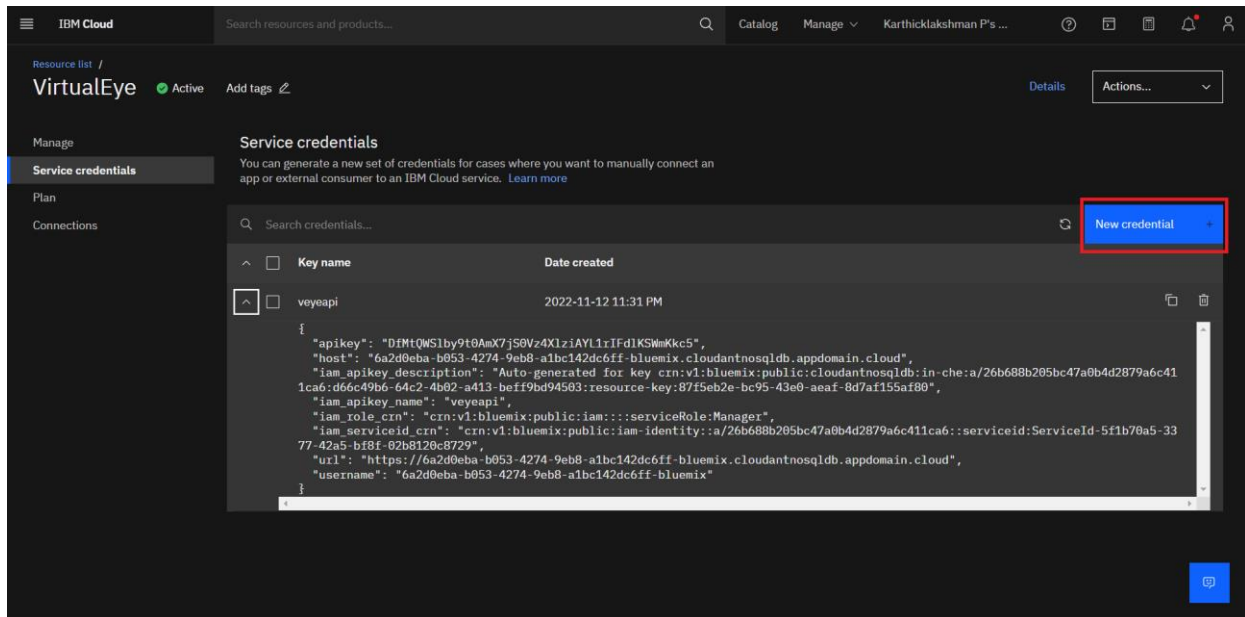 IBM Cloud
Search resources and products...
Catalog
Manage
Karthicklakshman P's ...
Resource list /
VirtualEye
Active
Add tags
Details
Actions...
Manage
Service credentials
Plan
Connections
Service credentials
You can generate a new set of credentials for cases where you want to manually connect an
app or external consumer to an IBM Cloud service. Learn more
Search credentials...
New credential +
Key name
Date created
veyeapi
2022-11-12 11:31 PM
{
"apikey": "DfMtQWSlby9t0AmX7jS0Vz4XlziAYL1rIFdlKSWmKkc5",
"host": "6a2d0eba-b053-4274-9eb8-a1bc142dc6ff-bluemix.cloudantnosqldb.appdomain.cloud",
"iam_apikey_description": "Auto-generated for key crn:v1:bluemix:public:cloudantnosqldb:in-che:a/26b688b205bc47a0b4d2879a6c41
1ca6:d66c49b6-64c2-4b02-a413-beff9bd94503:resource-key:87f5eb2e-bc95-43e0-aeaf-8d7af155af80",
"iam_apikey_name": "veyeapi",
"iam_role_crn": "crn:v1:bluemix:public:iam::::serviceRole:Manager",
"iam_serviceid_crn": "crn:v1:bluemix:public:iam-identity::a/26b688b205bc47a0b4d2879a6c411ca6::serviceid:ServiceId-5f1b70a5-33
77-42a5-bf8f-02b8120c8729",
"url": "https://6a2d0eba-b053-4274-9eb8-a1bc142dc6ff-bluemix.cloudantnosqldb.appdomain.cloud",
"username": "6a2d0eba-b053-4274-9eb8-a1bc142dc6ff-bluemix"
}